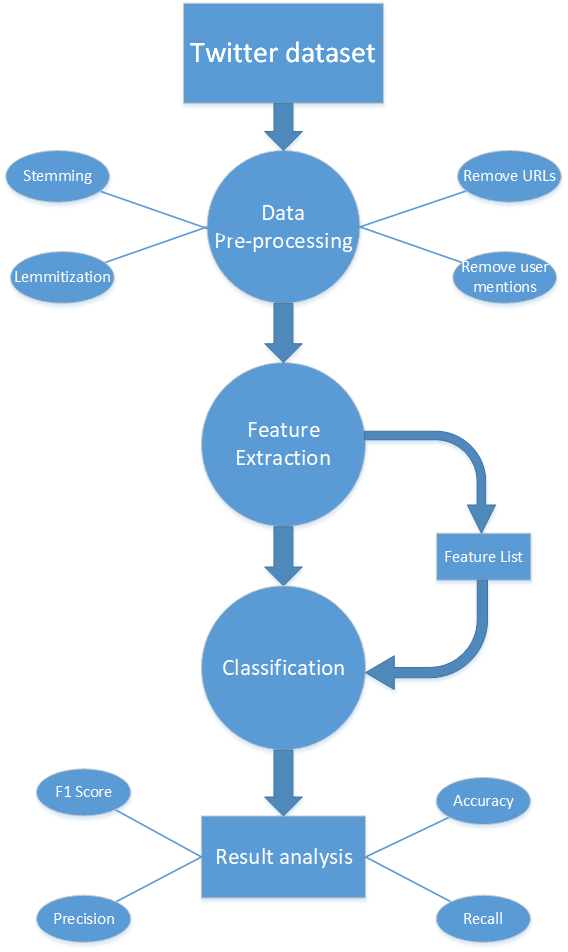 Twitter dataset
Stemming
Remove URLs
Data
Pre-processing
Lemmitization
Remove user
mentions
Feature
Extraction
Feature List
Classification
F1 Score
Accuracy
Result analysis
Precision
Recall